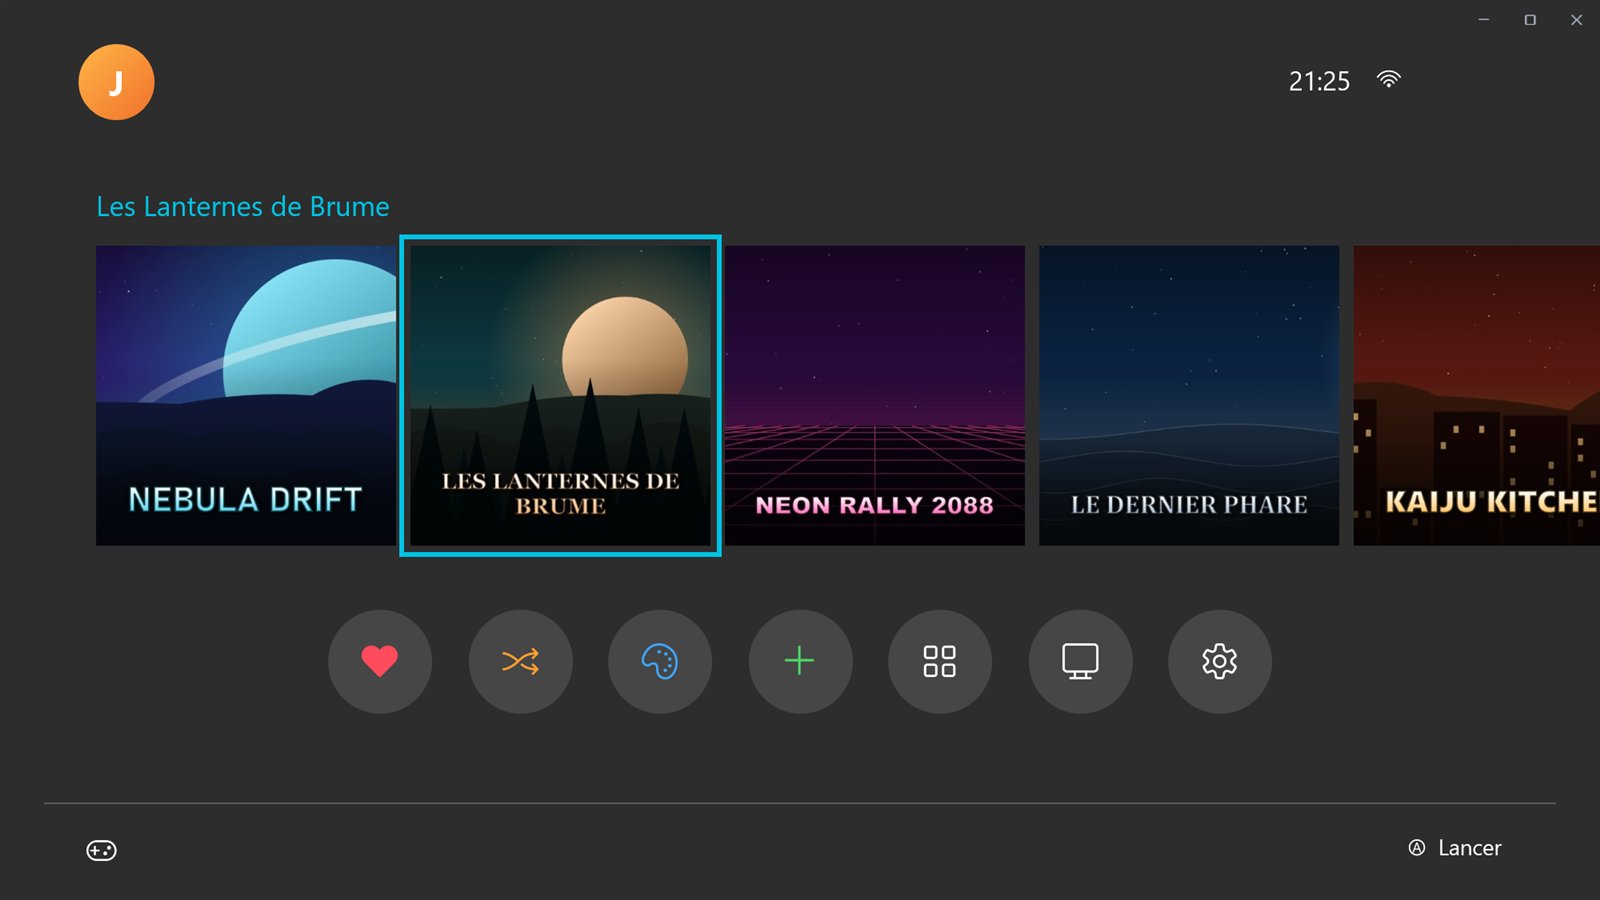 J
21:25
Les Lanternes de Brume
NEBULA DRIFT
LES LANTERNES DE
BRUME
NEON RALLY 2088
LE DERNIER PHARE
KAIJU KITCHE
A Lancer